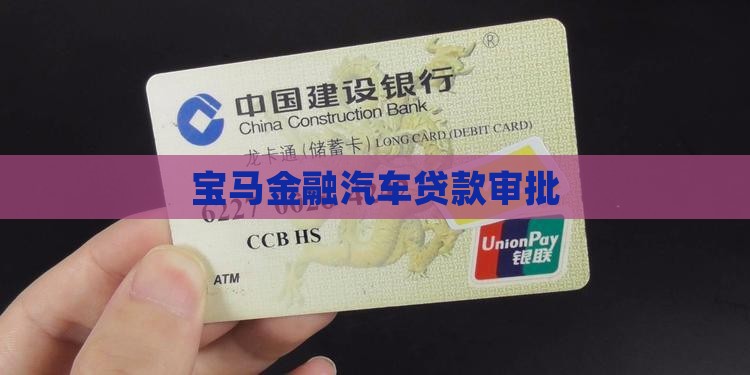 ®
中国建设银行
China Construction Bank
龙卡通(储蓄卡) LONG CARD (DEBIT CARD)
宝马金融汽车贷款审批
6227
CCB HS
UnionPay
银联
ATM